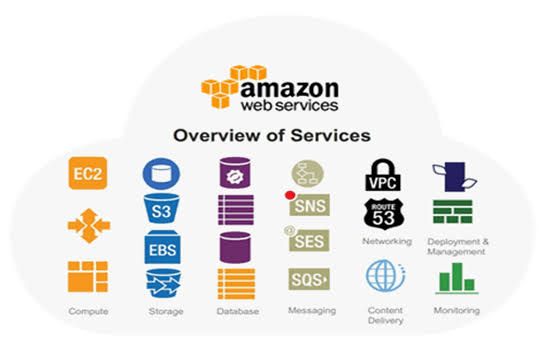 amazon
web services
Overview of Services
EC2
S3
EBS
SNS
@
SES
SQS
VPC
ROUTE
53
Networking
Deployment &
Management
Compute
Storage
Database
Messaging
Content
Delivery
Monitoring